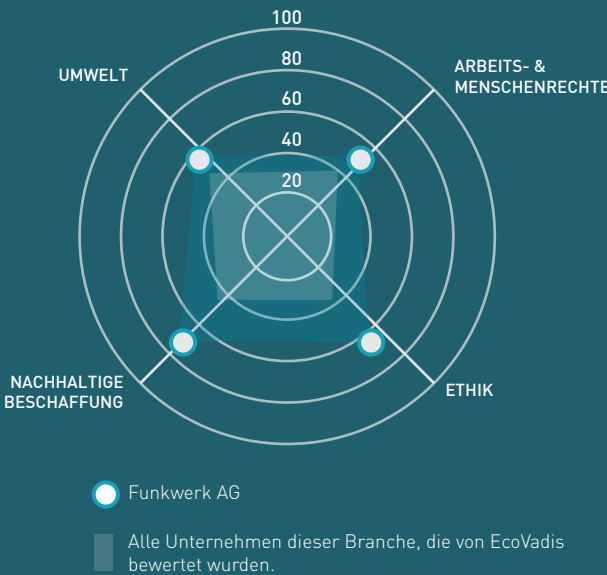 100
80
60
40
20
UMWELT
ARBEITS- &
MENSCHENRECHTE
NACHHALTIGE
BESCHAFFUNG
ETHIK
Funkwerk AG
Alle Unternehmen dieser Branche, die von EcoVadis
bewertet wurden.